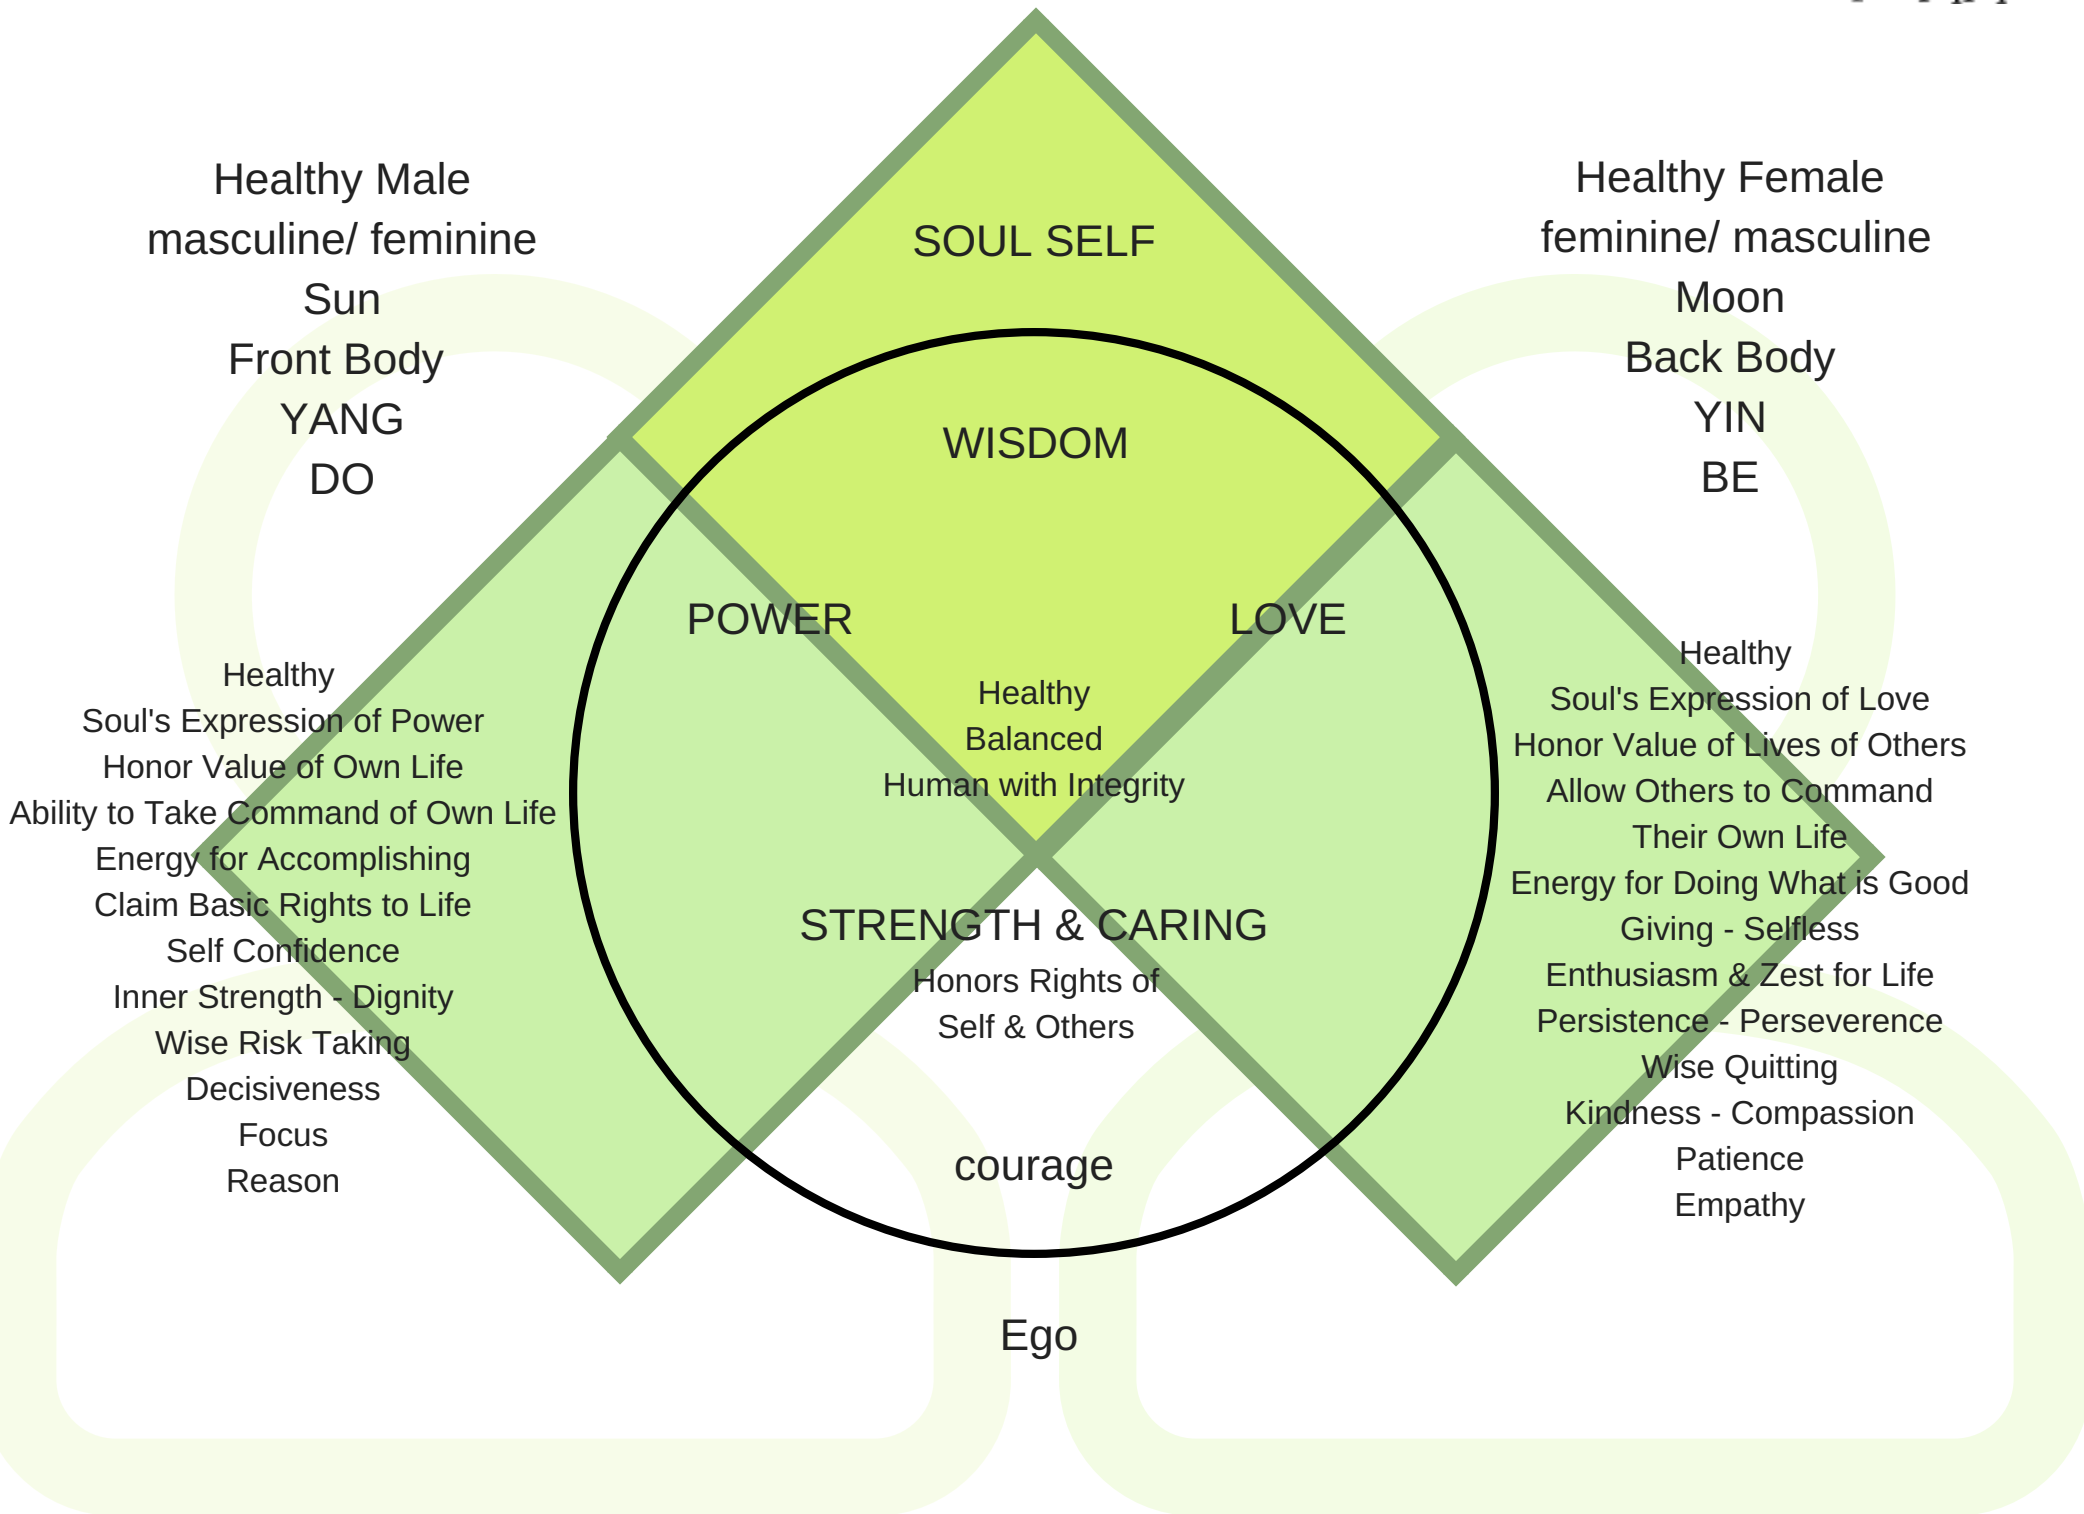 Healthy Male
masculine/ feminine
Sun
Front Body
YANG
DO
SOUL SELF
Healthy Female
feminine/ masculine
Moon
Back Body
YIN
BE
WISDOM
POWER
LOVE
Healthy
Balanced
Human with Integrity
Healthy
Soul's Expression of Power
Honor Value of Own Life
Ability to Take Command of Own Life
Energy for Accomplishing
Claim Basic Rights to Life
Self Confidence
Inner Strength - Dignity
Wise Risk Taking
Decisiveness
Focus
Reason
Healthy
Soul's Expression of Love
Honor Value of Lives of Others
Allow Others to Command
Their Own Life
Energy for Doing What is Good
Giving - Selfless
Enthusiasm & Zest for Life
Persistence - Perseverence
Wise Quitting
Kindness - Compassion
Patience
Empathy
STRENGTH & CARING
Honors Rights of
Self & Others
courage
Ego